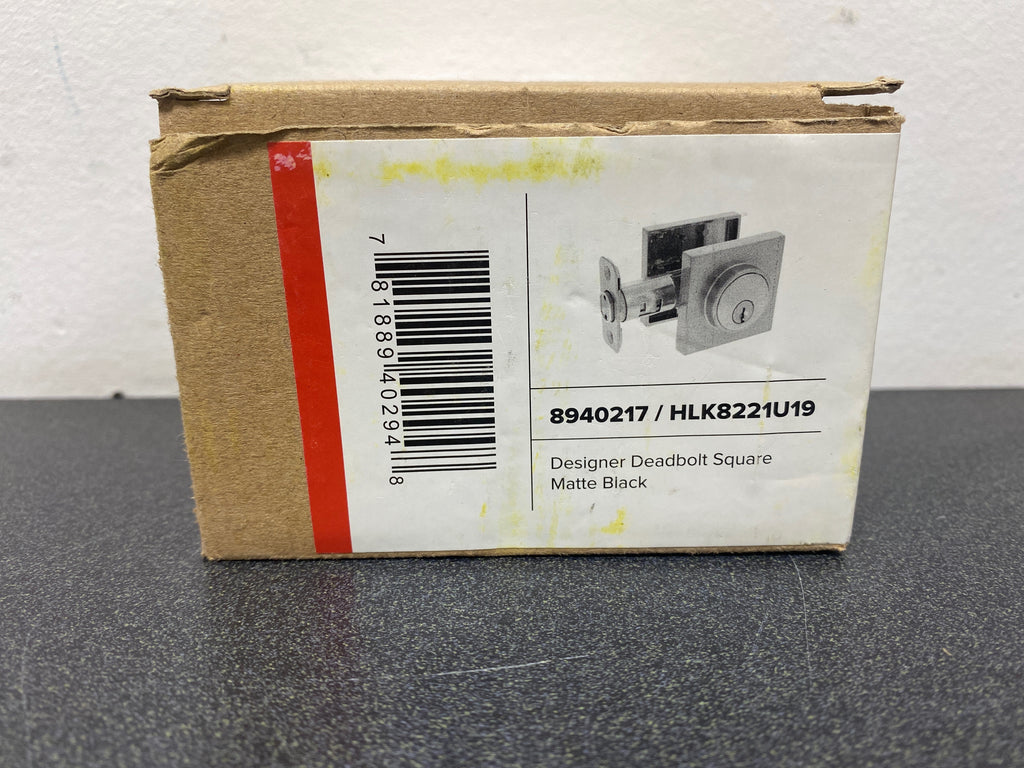 7 81889 40294 8
8940217 / HLK8221U19
Designer Deadbolt Square
Matte Black